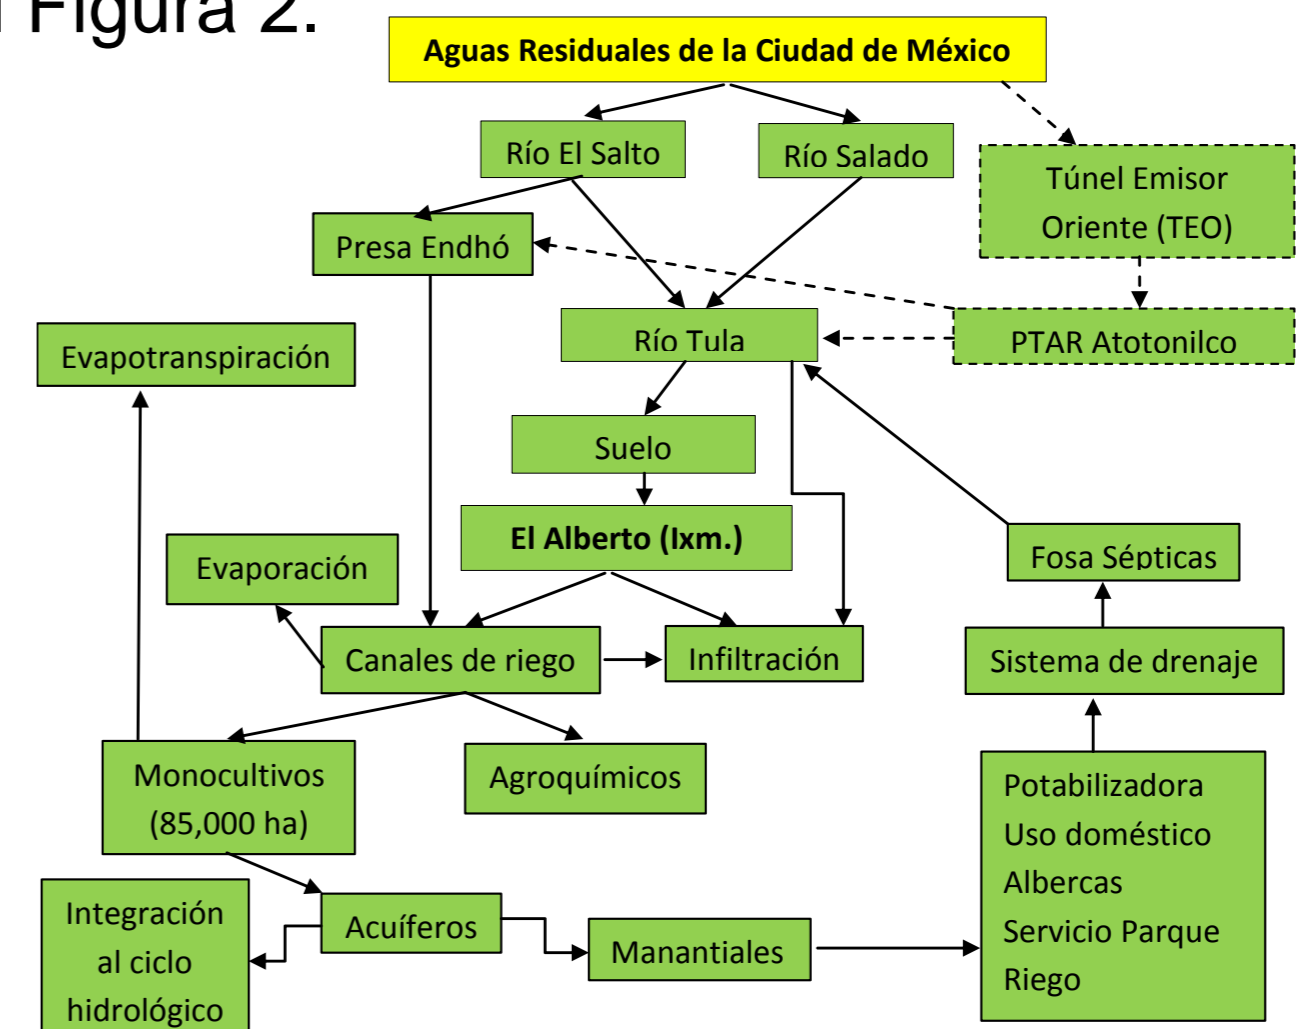 Figura 2.
Aguas Residuales de la Ciudad de México
Río El Salto
Río Salado
Túnel Emisor
Oriente (TEO)
Presa Endhó
Río Tula
PTAR Atotonilco
Evapotranspiración
Suelo
El Alberto (Ixm.)
Fosa Sépticas
Evaporación
Canales de riego
Infiltración
Sistema de drenaje
Monocultivos
(85,000 ha)
Agroquímicos
Potabilizadora
Uso doméstico
Albercas
Servicio Parque
Riego
Integración
al ciclo
hidrológico
Acuíferos
Manantiales